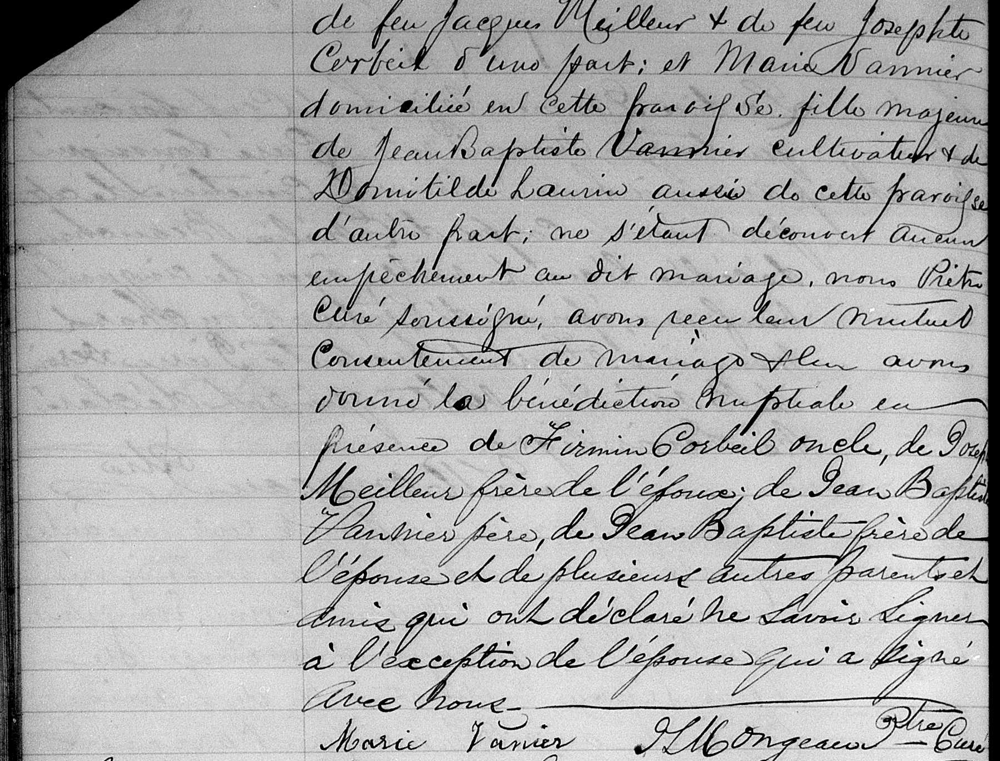 de feu Jacques Meilleur & de feu Josephte
Corbeil d'une part; et Marie Vannier
domiciliée en cette paroisse. fille majeure
de Jean Baptiste Vannier cultivateur & de
Domitilde Laurin aussi de cette paroisse
d'autre part; ne s'étant découvert aucun
empêchement au dit mariage, nous Prêtre
Curé soussigné, avons reçu leur mutuel
Consentement de mariage & leur avons
donné la bénédiction nuptiale en
présence de Firmin Corbeil oncle, de Joseph
Meilleur frère de l'époux; de Jean Baptiste
Vannier père, de Jean Baptiste frère de
l'épouse et de plusieurs autres parents et
amis qui ont déclaré ne savoir signer
à l'exception de l'épouse qui a signé
avec nous
Marie Vanier Mongeau Ptre Curé